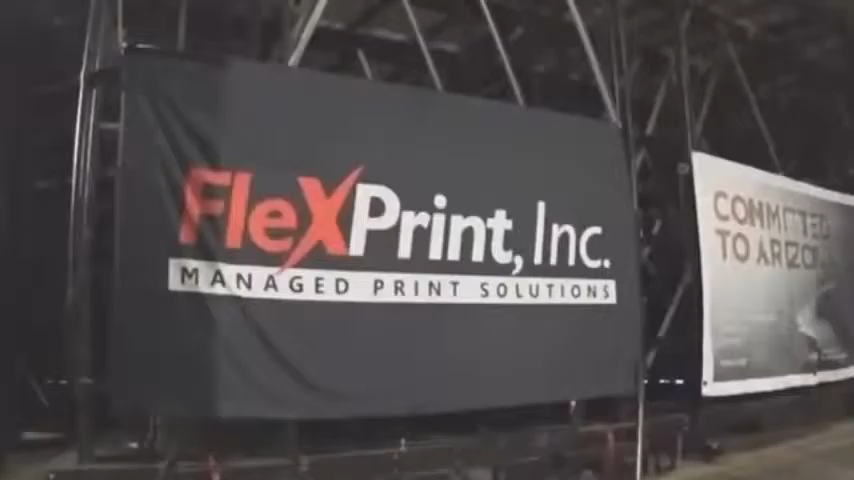 FlexPrint, Inc.
MANAGED PRINT SOLUTIONS
COMMITTED
TO ARIZONA